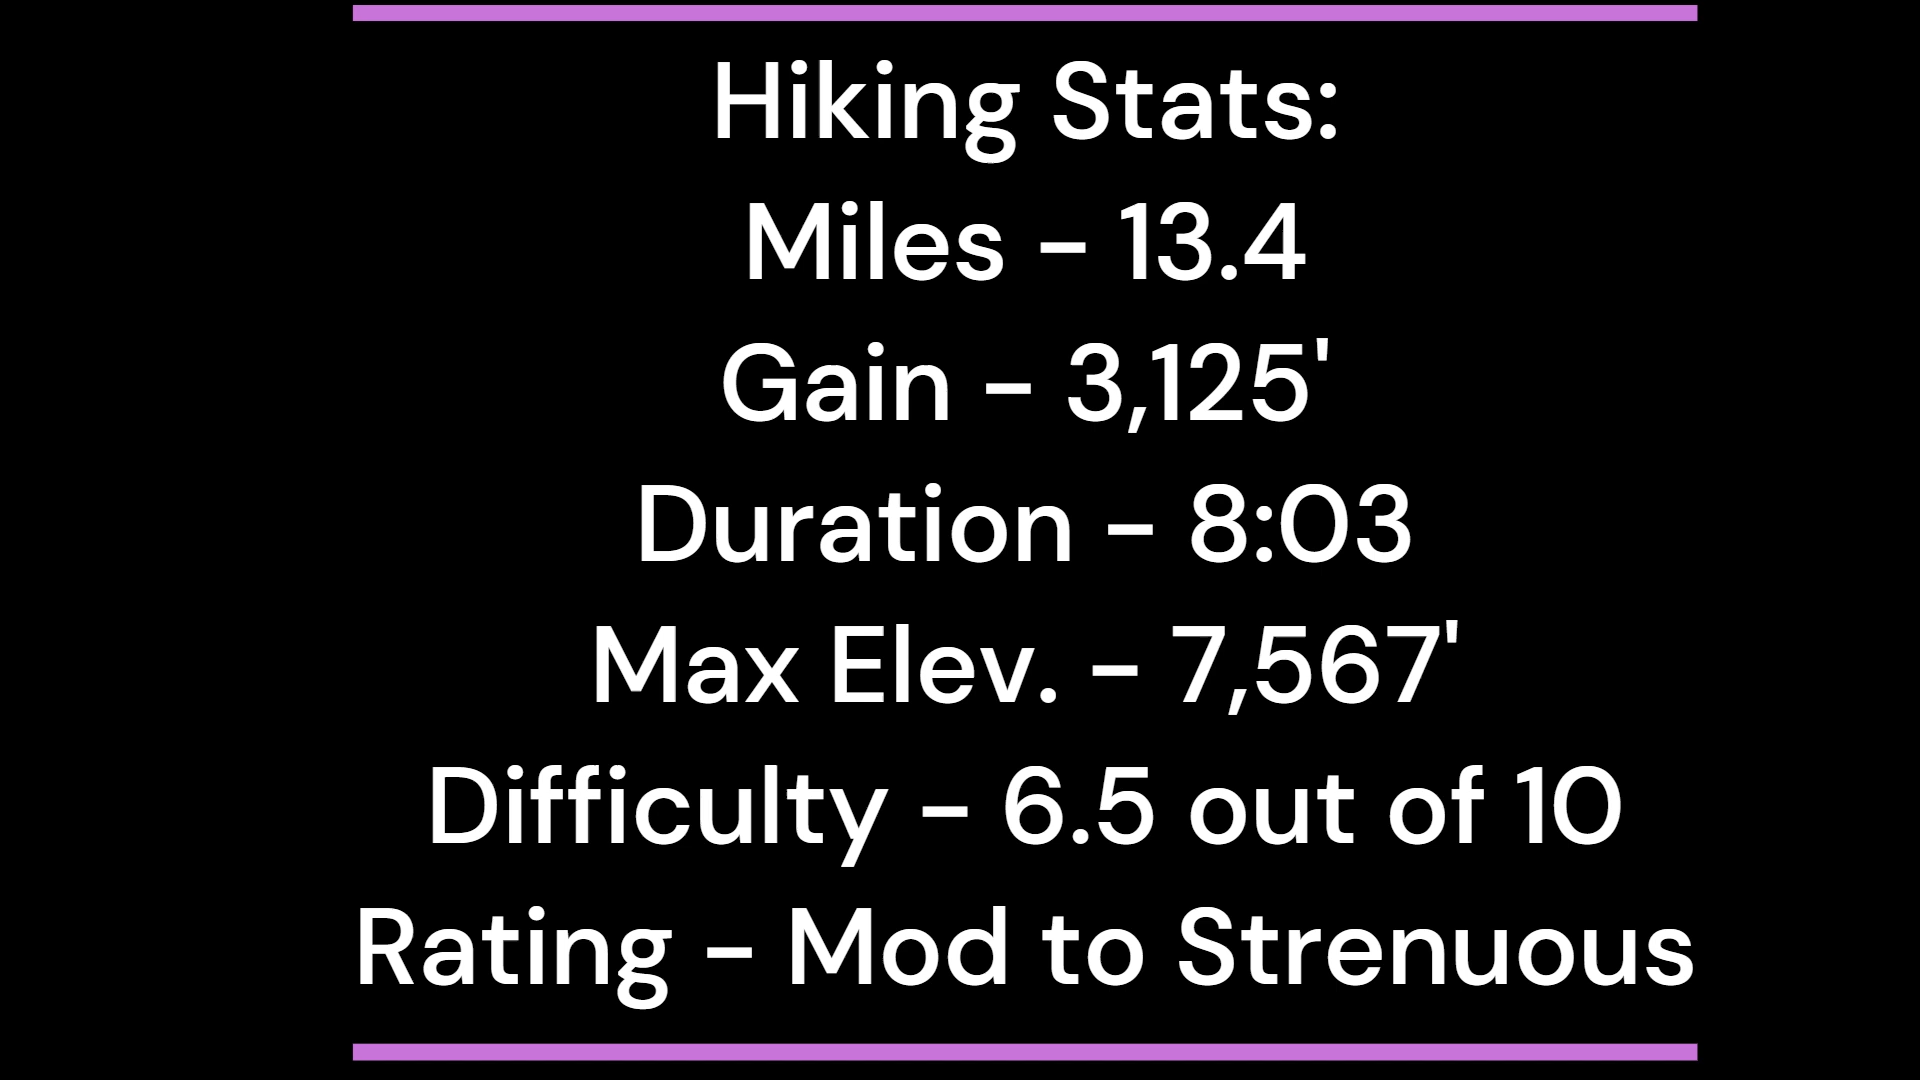 Hiking Stats:
Miles - 13.4
Gain - 3,125'
Duration - 8:03
Max Elev. - 7,567'
Difficulty - 6.5 out of 10
Rating - Mod to Strenuous